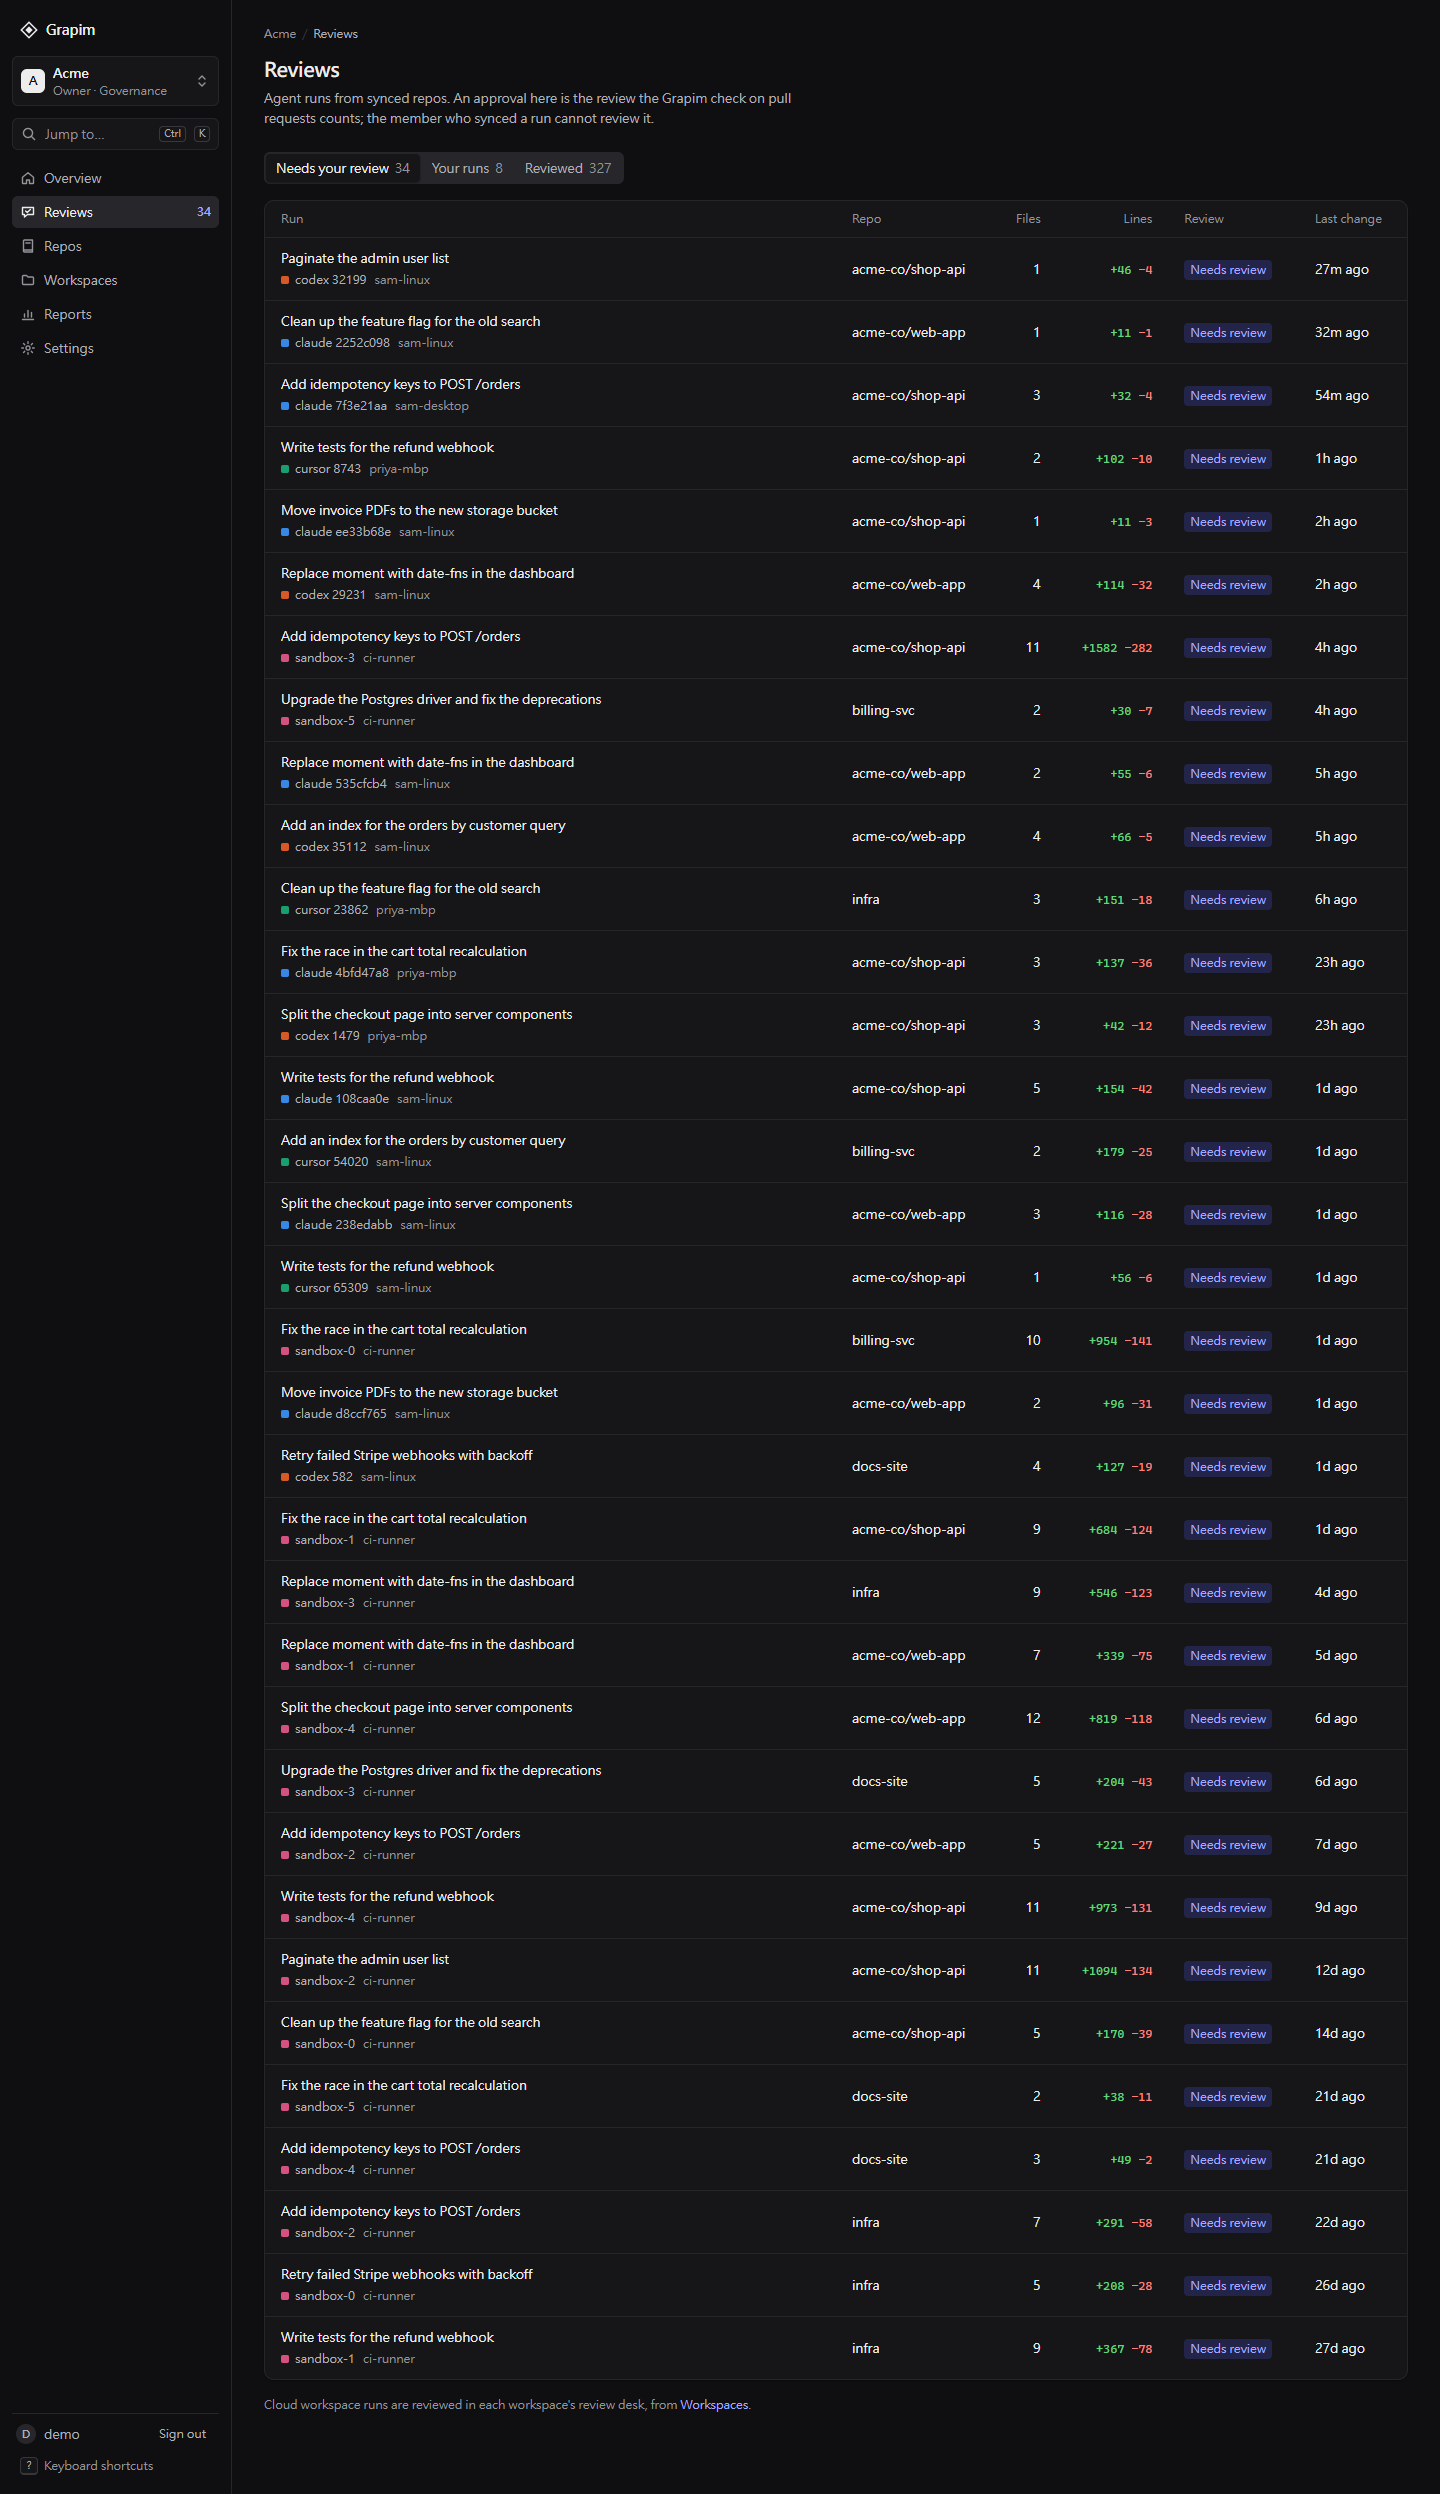 Grapim
A
Acme
Owner · Governance
Jump to...
Ctrl K
Overview
Reviews 34
Repos
Workspaces
Reports
Settings
Acme / Reviews
Reviews
Agent runs from synced repos. An approval here is the review the Grapim check on pull
requests counts; the member who synced a run cannot review it.
Needs your review 34 Your runs 8 Reviewed 327
Run Repo Files Lines Review Last change
Paginate the admin user list
codex 32199 sam-linux
acme-co/shop-api 1 +46 −4 Needs review 27m ago
Clean up the feature flag for the old search
claude 2252c098 sam-linux
acme-co/web-app 1 +11 −1 Needs review 32m ago
Add idempotency keys to POST /orders
claude 7f3e21aa sam-desktop
acme-co/shop-api 3 +32 −4 Needs review 54m ago
Write tests for the refund webhook
cursor 8743 priya-mbp
acme-co/shop-api 2 +102 −10 Needs review 1h ago
Move invoice PDFs to the new storage bucket
claude ee33b68e sam-linux
acme-co/shop-api 1 +11 −3 Needs review 2h ago
Replace moment with date-fns in the dashboard
codex 29231 sam-linux
acme-co/web-app 4 +114 −32 Needs review 2h ago
Add idempotency keys to POST /orders
sandbox-3 ci-runner
acme-co/shop-api 11 +1582 −282 Needs review 4h ago
Upgrade the Postgres driver and fix the deprecations
sandbox-5 ci-runner
billing-svc 2 +30 −7 Needs review 4h ago
Replace moment with date-fns in the dashboard
claude 535cfcb4 sam-linux
acme-co/web-app 2 +55 −6 Needs review 5h ago
Add an index for the orders by customer query
codex 35112 sam-linux
acme-co/web-app 4 +66 −5 Needs review 5h ago
Clean up the feature flag for the old search
cursor 23862 priya-mbp
infra 3 +151 −18 Needs review 6h ago
Fix the race in the cart total recalculation
claude 4bfd47a8 priya-mbp
acme-co/shop-api 3 +137 −36 Needs review 23h ago
Split the checkout page into server components
codex 1479 priya-mbp
acme-co/shop-api 3 +42 −12 Needs review 23h ago
Write tests for the refund webhook
claude 108caa0e sam-linux
acme-co/shop-api 5 +154 −42 Needs review 1d ago
Add an index for the orders by customer query
cursor 54020 sam-linux
billing-svc 2 +179 −25 Needs review 1d ago
Split the checkout page into server components
claude 238edabb sam-linux
acme-co/web-app 3 +116 −28 Needs review 1d ago
Write tests for the refund webhook
cursor 65309 sam-linux
acme-co/shop-api 1 +56 −6 Needs review 1d ago
Fix the race in the cart total recalculation
sandbox-0 ci-runner
billing-svc 10 +954 −141 Needs review 1d ago
Move invoice PDFs to the new storage bucket
claude d8ccf765 sam-linux
acme-co/web-app 2 +96 −31 Needs review 1d ago
Retry failed Stripe webhooks with backoff
codex 582 sam-linux
docs-site 4 +127 −19 Needs review 1d ago
Fix the race in the cart total recalculation
sandbox-1 ci-runner
acme-co/shop-api 9 +684 −124 Needs review 1d ago
Replace moment with date-fns in the dashboard
sandbox-3 ci-runner
infra 9 +546 −123 Needs review 4d ago
Replace moment with date-fns in the dashboard
sandbox-1 ci-runner
acme-co/web-app 7 +339 −75 Needs review 5d ago
Split the checkout page into server components
sandbox-4 ci-runner
acme-co/web-app 12 +819 −118 Needs review 6d ago
Upgrade the Postgres driver and fix the deprecations
sandbox-3 ci-runner
docs-site 5 +204 −43 Needs review 6d ago
Add idempotency keys to POST /orders
sandbox-2 ci-runner
acme-co/web-app 5 +221 −27 Needs review 7d ago
Write tests for the refund webhook
sandbox-4 ci-runner
acme-co/shop-api 11 +973 −131 Needs review 9d ago
Paginate the admin user list
sandbox-2 ci-runner
acme-co/shop-api 11 +1094 −134 Needs review 12d ago
Clean up the feature flag for the old search
sandbox-0 ci-runner
acme-co/shop-api 5 +170 −39 Needs review 14d ago
Fix the race in the cart total recalculation
sandbox-5 ci-runner
docs-site 2 +38 −11 Needs review 21d ago
Add idempotency keys to POST /orders
sandbox-4 ci-runner
docs-site 3 +49 −2 Needs review 21d ago
Add idempotency keys to POST /orders
sandbox-2 ci-runner
infra 7 +291 −58 Needs review 22d ago
Retry failed Stripe webhooks with backoff
sandbox-0 ci-runner
infra 5 +208 −28 Needs review 26d ago
Write tests for the refund webhook
sandbox-1 ci-runner
infra 9 +367 −78 Needs review 27d ago
Cloud workspace runs are reviewed in each workspace's review desk, from Workspaces.
D demo Sign out
? Keyboard shortcuts